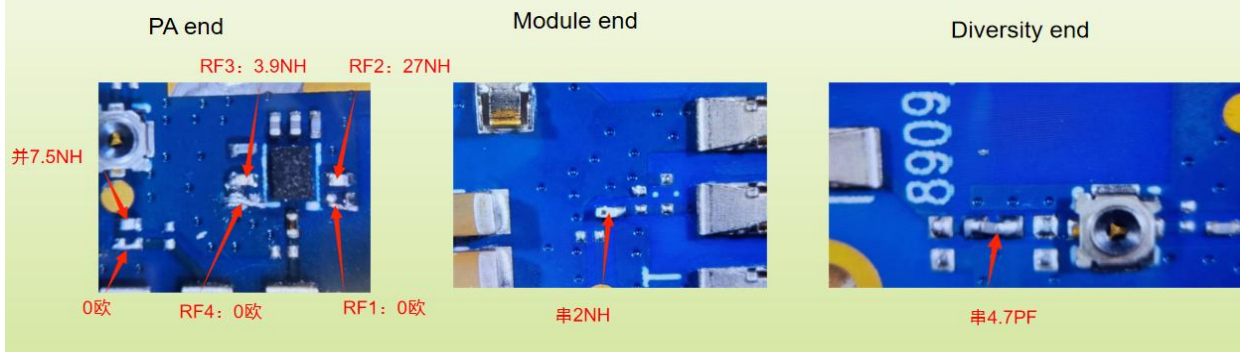 PA end
Module end
Diversity end
RF3：3.9NH
RF2：27NH
并7.5NH
0欧
RF4：0欧
RF1：0欧
串2NH
T
8909
串4.7PF